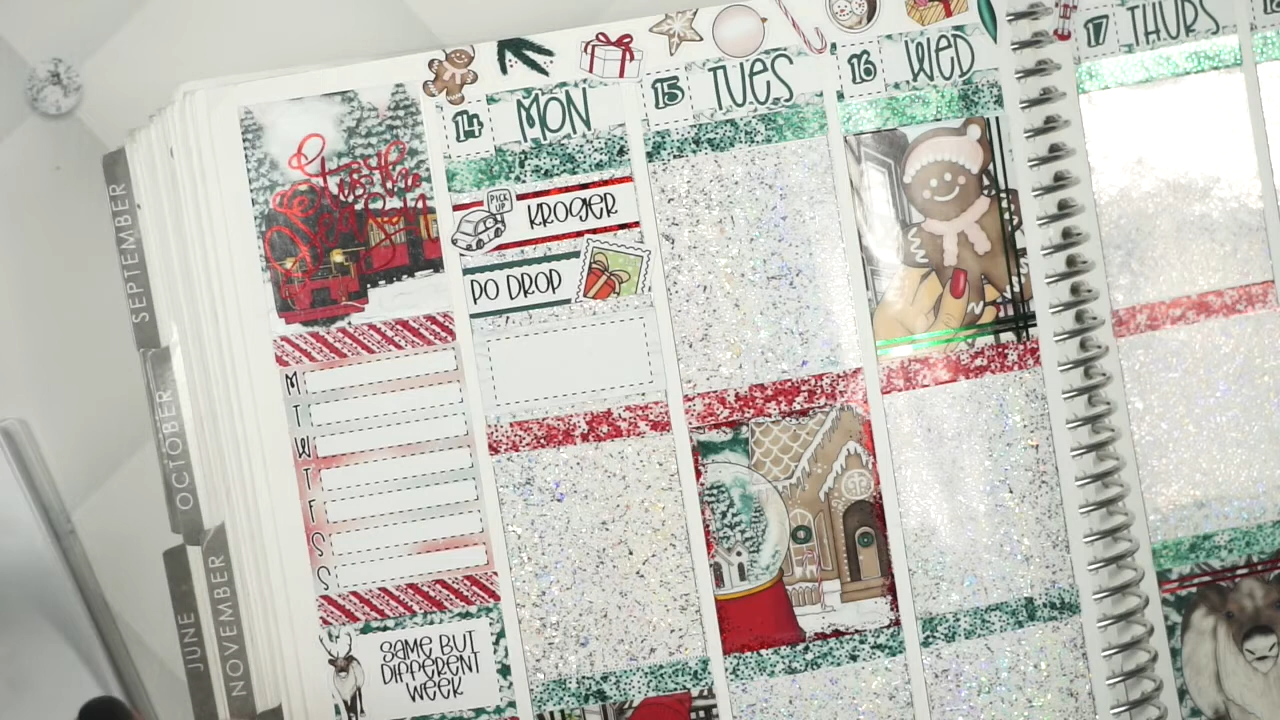 14 MON
15 TUES
16 WED
17 THURS
'Tis the Season
PICK UP
KROGER
PO DROP
M
T
W
T
F
S
S
SAME BUT
DIFFERENT
WEEK
SEPTEMBER
OCTOBER
JUNE
NOVEMBER